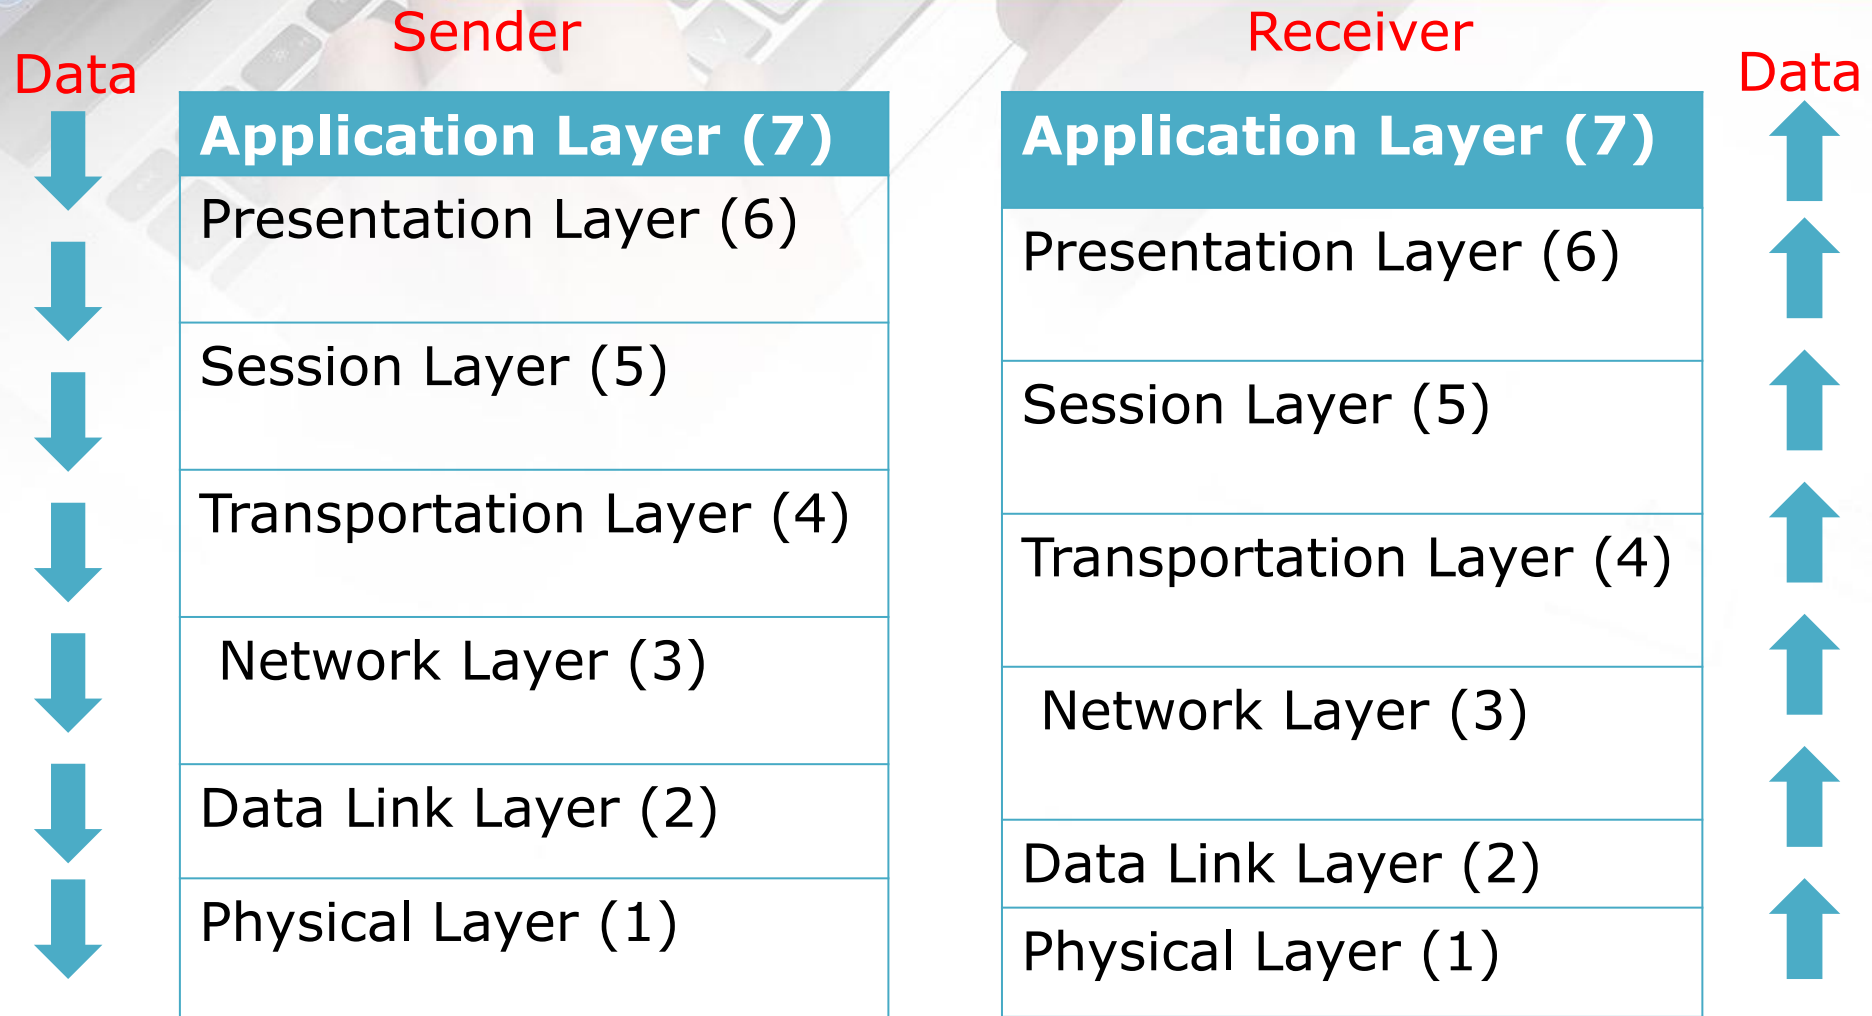 Sender
Receiver
Data
Data
Application Layer (7)
Presentation Layer (6)
Session Layer (5)
Transportation Layer (4)
Network Layer (3)
Data Link Layer (2)
Physical Layer (1)
Application Layer (7)
Presentation Layer (6)
Session Layer (5)
Transportation Layer (4)
Network Layer (3)
Data Link Layer (2)
Physical Layer (1)